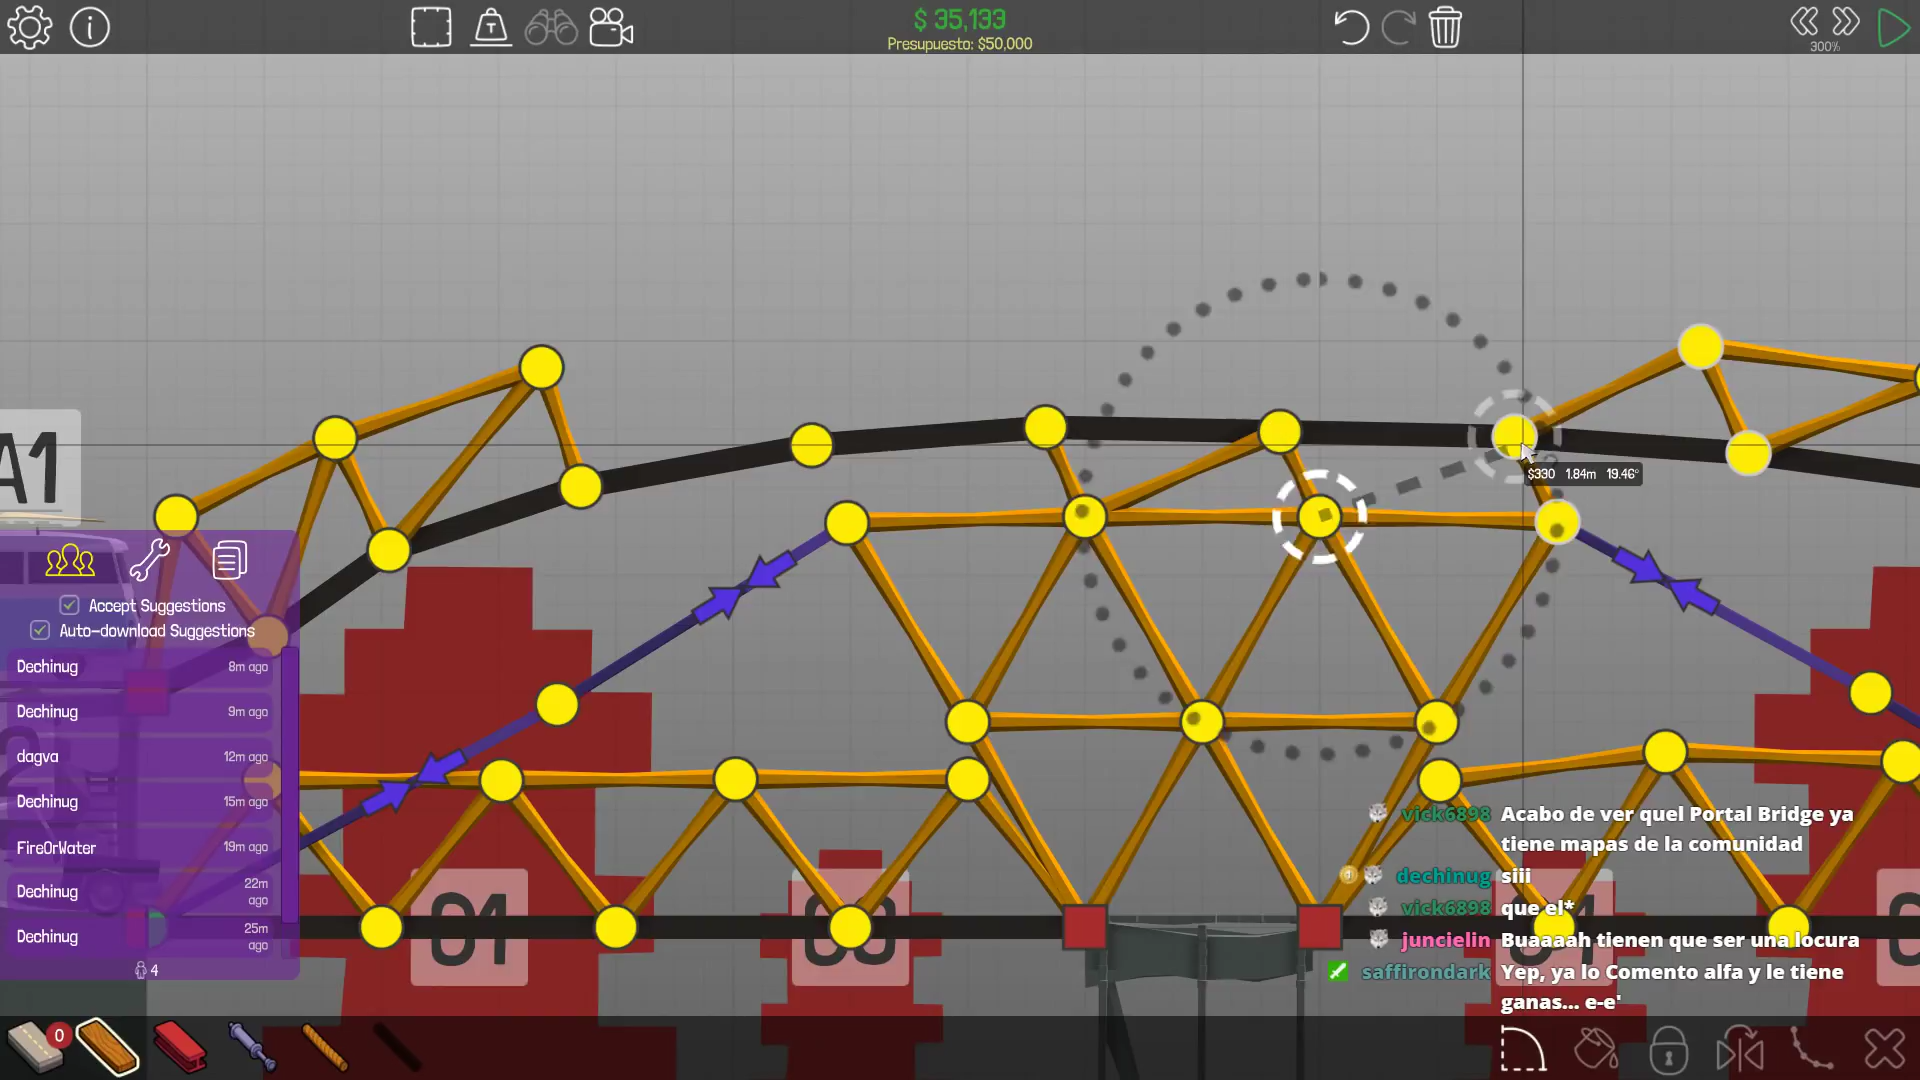 $ 35,133
Presupuesto: $50,000
300%
A1
$330 1.84m 19.46°
Accept Suggestions
Auto-download Suggestions
Dechinug 8m ago
Dechinug 9m ago
dagva 12m ago
Dechinug 15m ago
FireOrWater 19m ago
Dechinug 22m ago
Dechinug 25m ago
4
01
vick6898 Acabo de ver quel Portal Bridge ya
tiene mapas de la comunidad
dechinug siii
vick6898 que el*
juncielin Buaaaah tienen que ser una locura
saffirondark Yep, ya lo Comento alfa y le tiene
ganas... e-e'
0